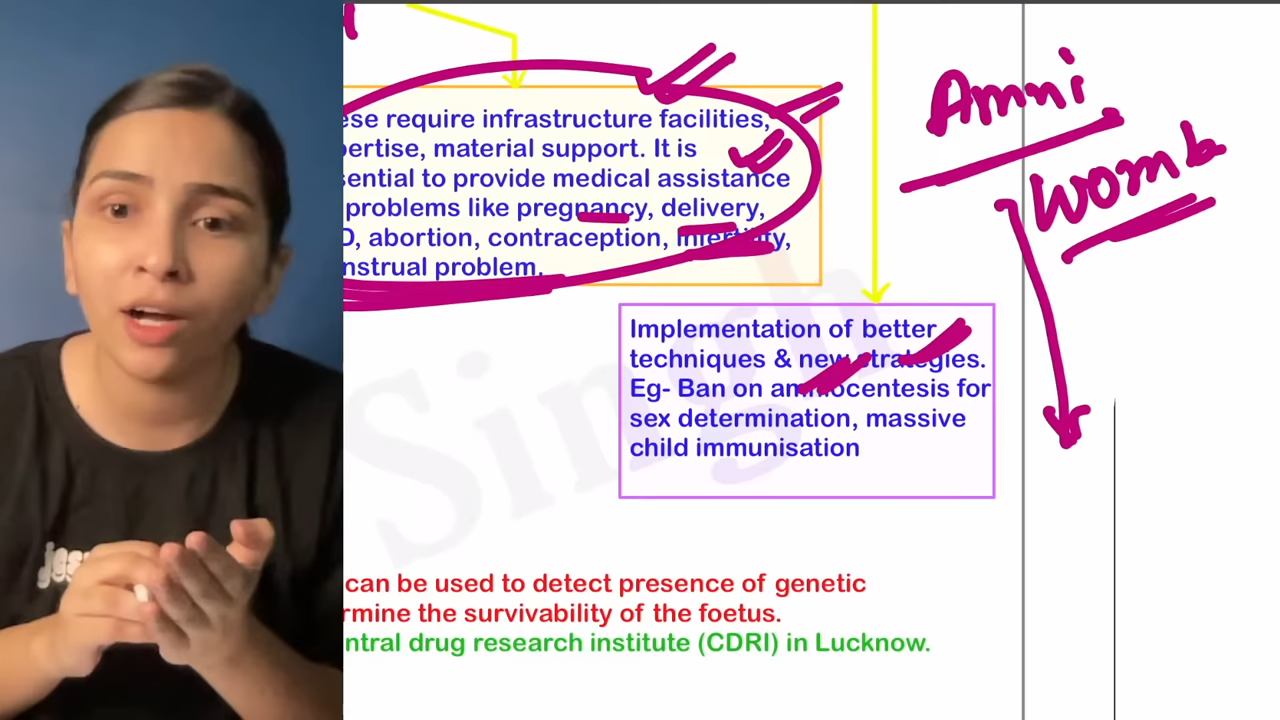 ese require infrastructure facilities,
pertise, material support. It is
sential to provide medical assistance
problems like pregnancy, delivery,
D, abortion, contraception, infertility,
nstrual problem.
Amni
Womb
Implementation of better
techniques & new strategies.
Eg- Ban on amniocentesis for
sex determination, massive
child immunisation
Singh
can be used to detect presence of genetic
rmine the survivability of the foetus.
ntral drug research institute (CDRI) in Lucknow.